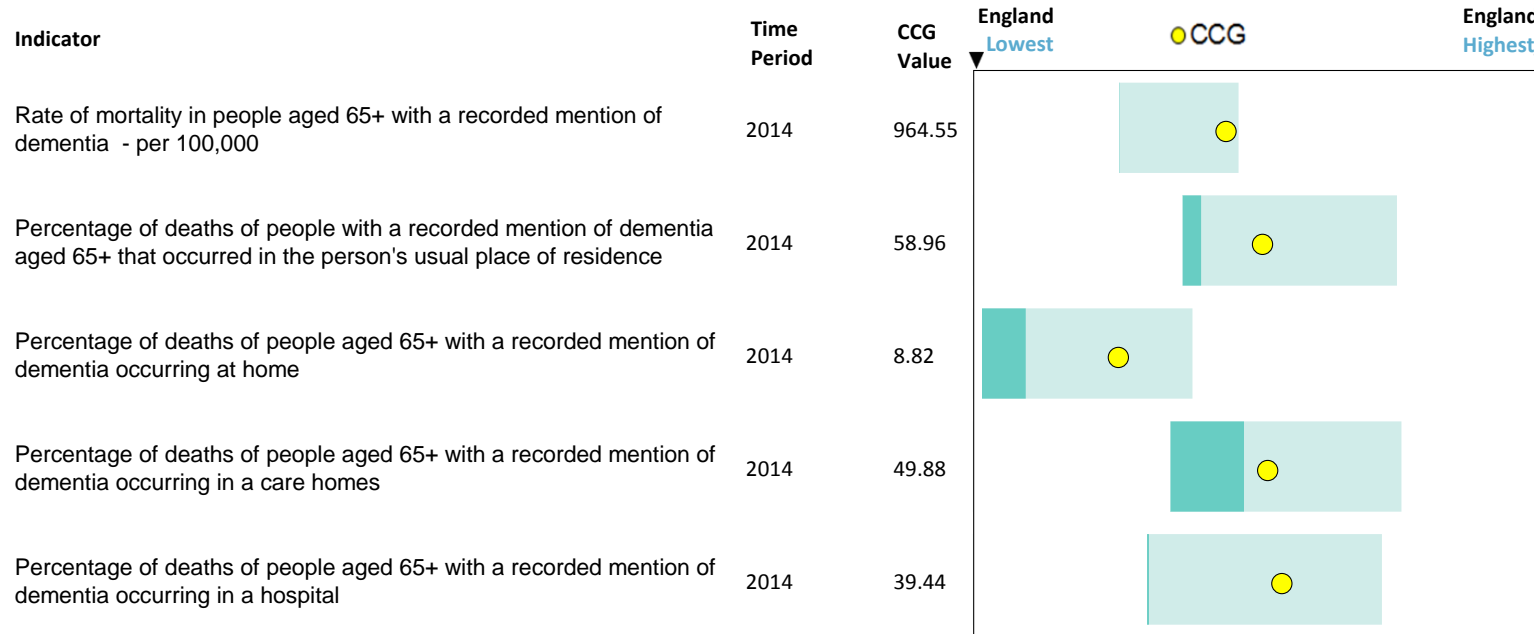 Indicator
Time
Period
CCG
Value
England
Lowest
CCG
England
Highest
Rate of mortality in people aged 65+ with a recorded mention of
dementia - per 100,000
2014
964.55
Percentage of deaths of people with a recorded mention of dementia
aged 65+ that occurred in the person's usual place of residence
2014
58.96
Percentage of deaths of people aged 65+ with a recorded mention of
dementia occurring at home
2014
8.82
Percentage of deaths of people aged 65+ with a recorded mention of
dementia occurring in a care homes
2014
49.88
Percentage of deaths of people aged 65+ with a recorded mention of
dementia occurring in a hospital
2014
39.44